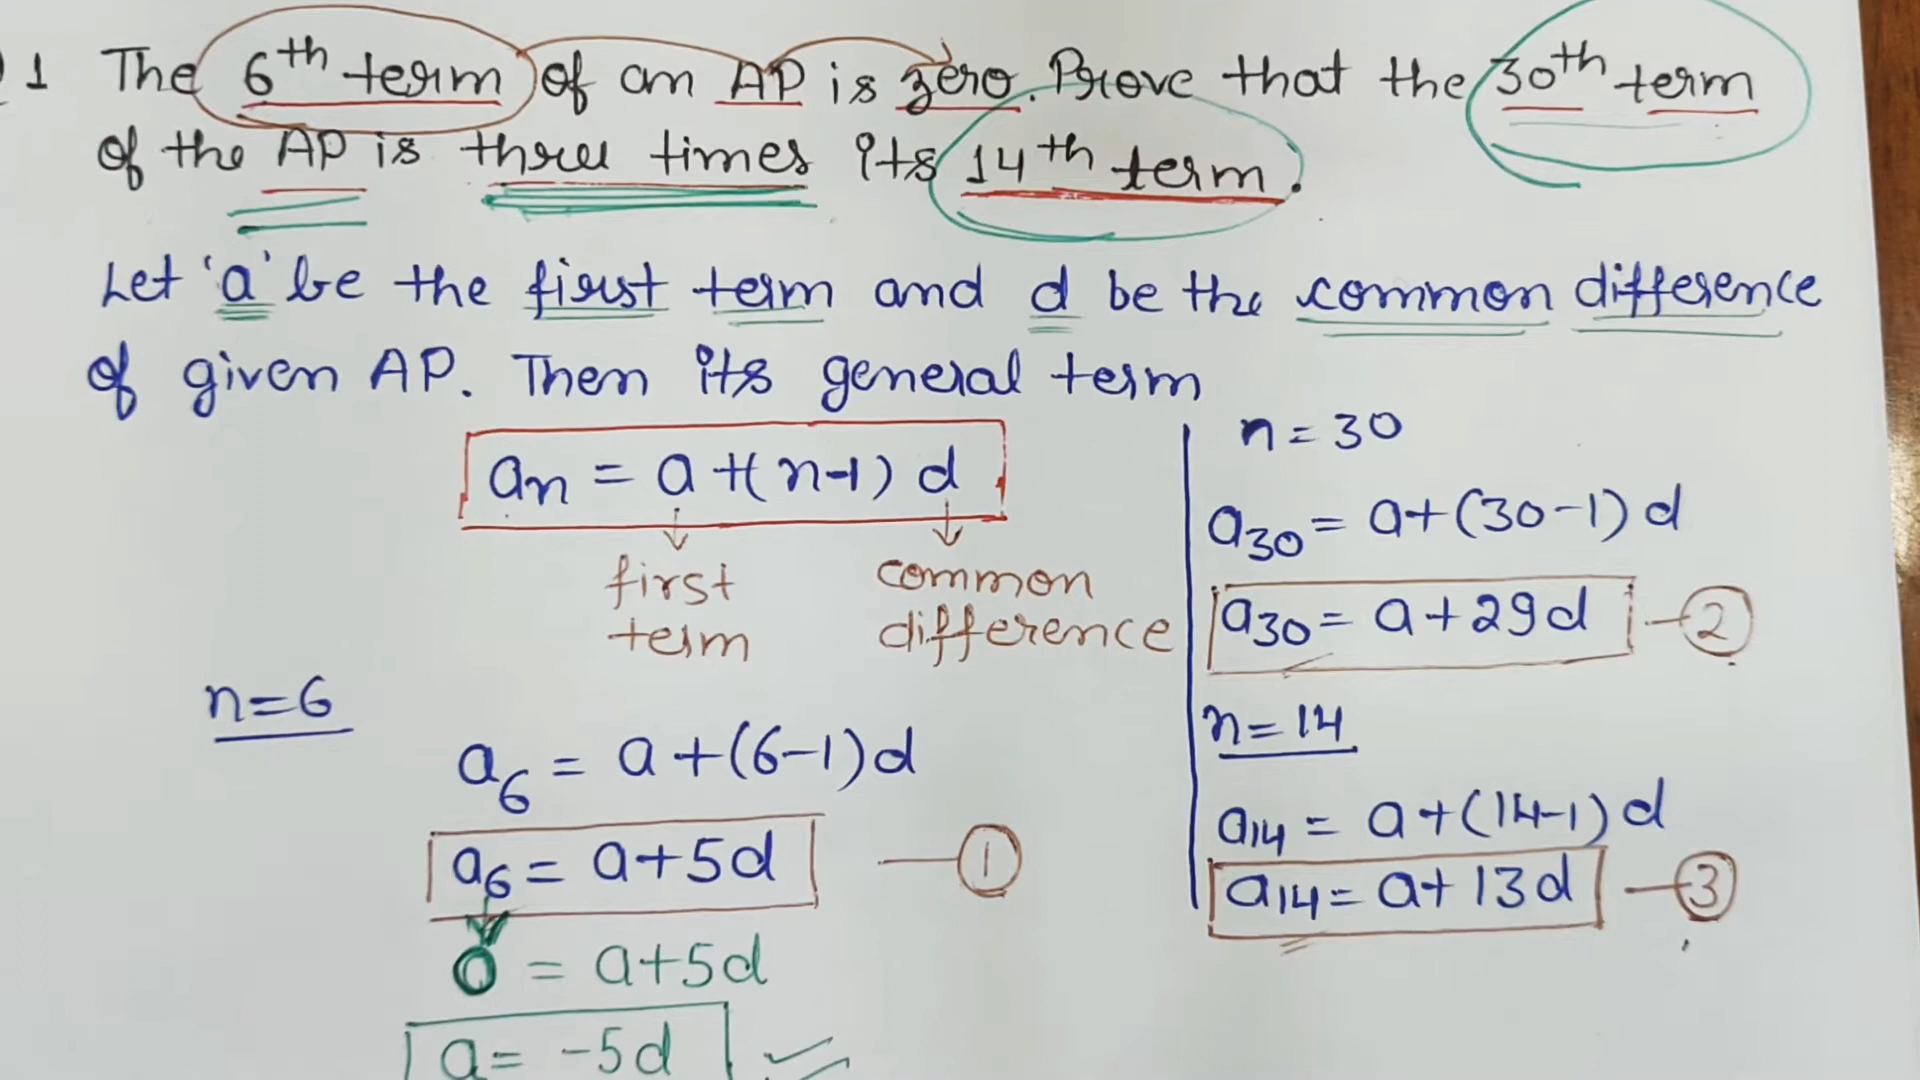 1 The 6th term of an AP is zero. Prove that the 30th term
of the AP is three times its 14th term.
Let 'a' be the first term and d be the common difference
of given AP. Then its general term
an = a+(n-1) d
first
term
common
difference
n=6
a6 = a+(6-1)d
a6 = a+5d 1
0 = a+5d
a = -5d
n = 30
a30 = a+(30-1)d
a30 = a+29d 2
n=14
a14 = a+(14-1)d
a14 = a+13d 3